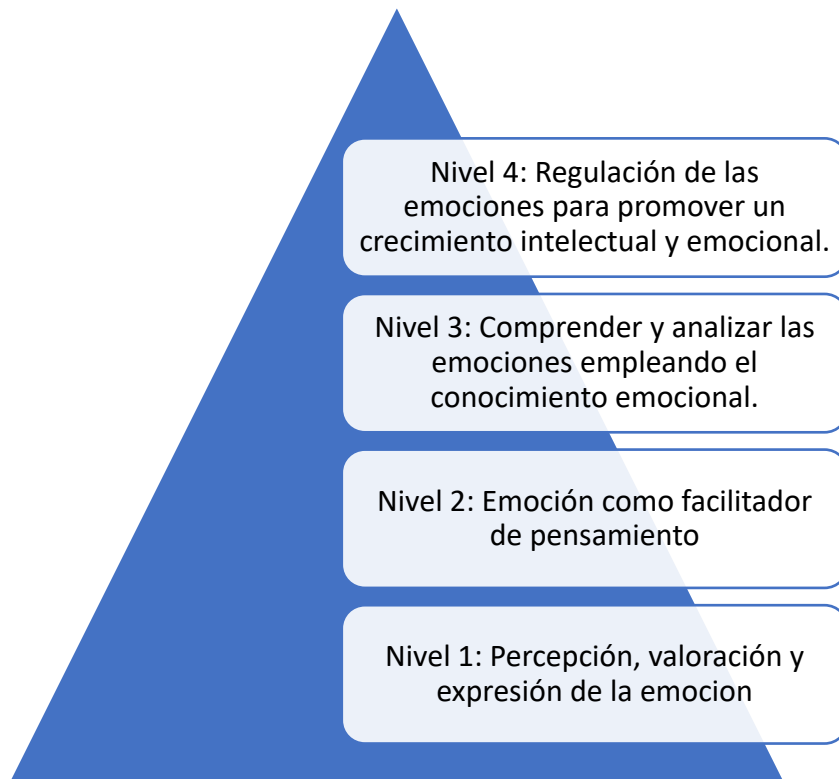 Nivel 4: Regulación de las
emociones para promover un
crecimiento intelectual y emocional.
Nivel 3: Comprender y analizar las
emociones empleando el
conocimiento emocional.
Nivel 2: Emoción como facilitador
de pensamiento
Nivel 1: Percepción, valoración y
expresión de la emocion